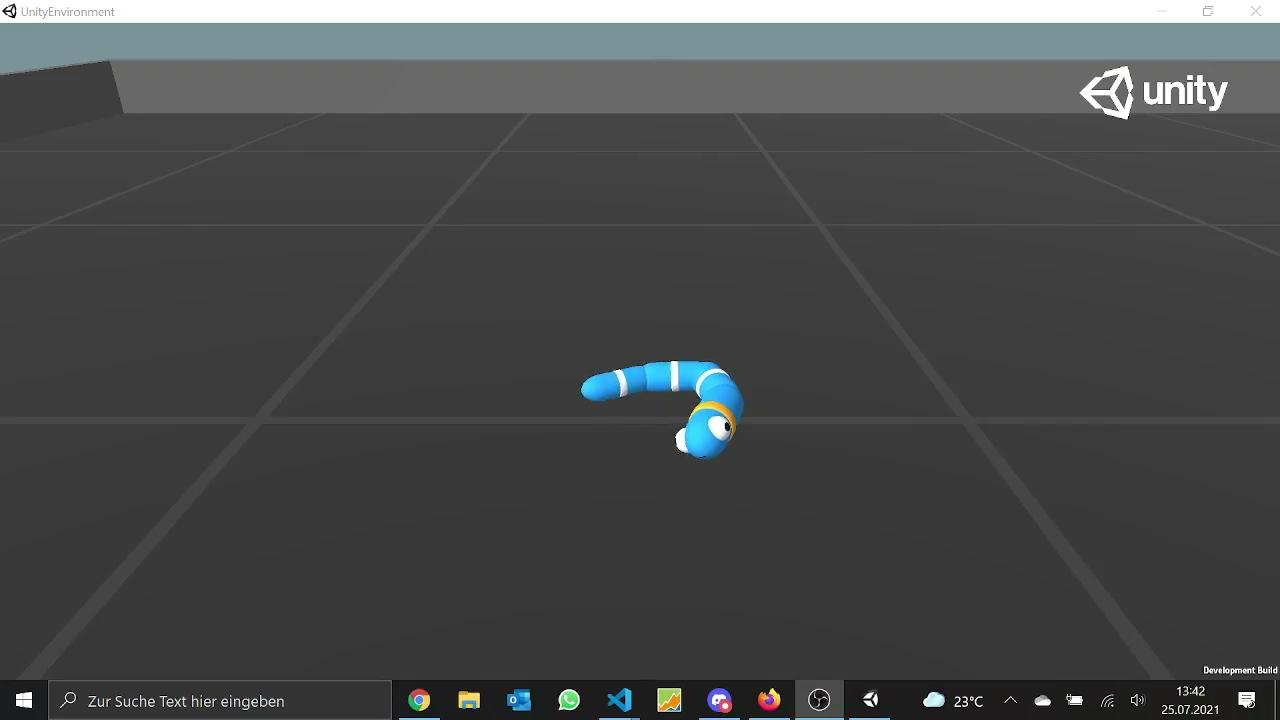 UnityEnvironment
unity
Development Build
Zur Suche Text hier eingeben
23°C
13:42
25.07.2021